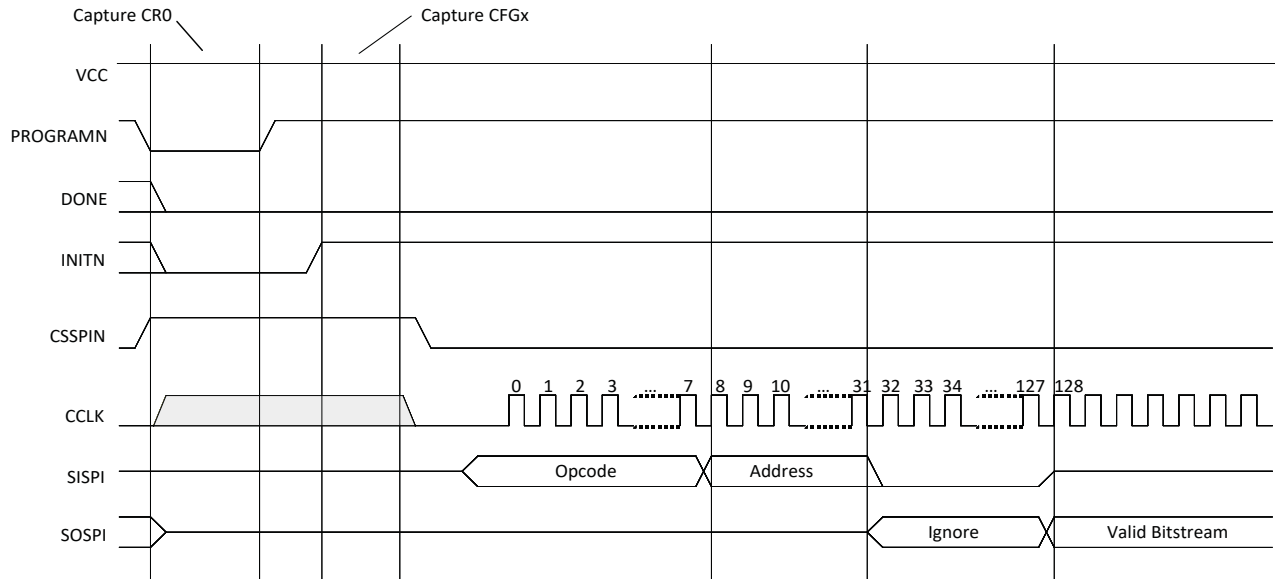 Capture CR0
Capture CFGx
VCC
PROGRAMN
DONE
INITN
CSSPIN
0 1 2 3 ... 7 8 9 10 ... 31 32 33 34 ... 127 128
CCLK
SISPI
Opcode
Address
SOSPI
Ignore
Valid Bitstream